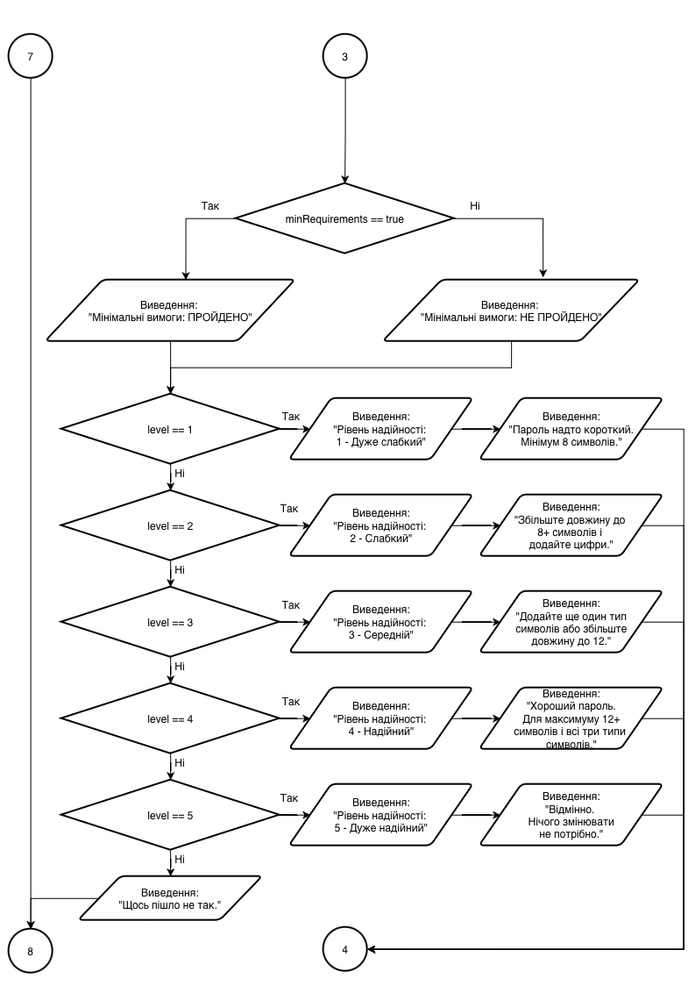 7
3
Так
Ні
minRequirements == true
Виведення:
"Мінімальні вимоги: ПРОЙДЕНО"
Виведення:
"Мінімальні вимоги: НЕ ПРОЙДЕНО"
level == 1
Так
Виведення:
"Рівень надійності:
1 - Дуже слабкий"
Виведення:
"Пароль надто короткий.
Мінімум 8 символів."
Ні
level == 2
Так
Виведення:
"Рівень надійності:
2 - Слабкий"
Виведення:
"Збільште довжину до
8+ символів і
додайте цифри."
Ні
level == 3
Так
Виведення:
"Рівень надійності:
3 - Середній"
Виведення:
"Додайте ще один тип
символів або збільште
довжину до 12."
Ні
level == 4
Так
Виведення:
"Рівень надійності:
4 - Надійний"
Виведення:
"Хороший пароль.
Для максимуму 12+
символів і всі три типи
символів."
Ні
level == 5
Так
Виведення:
"Рівень надійності:
5 - Дуже надійний"
Виведення:
"Відмінно.
Нічого змінювати
не потрібно."
Ні
Виведення:
"Щось пішло не так."
8
4